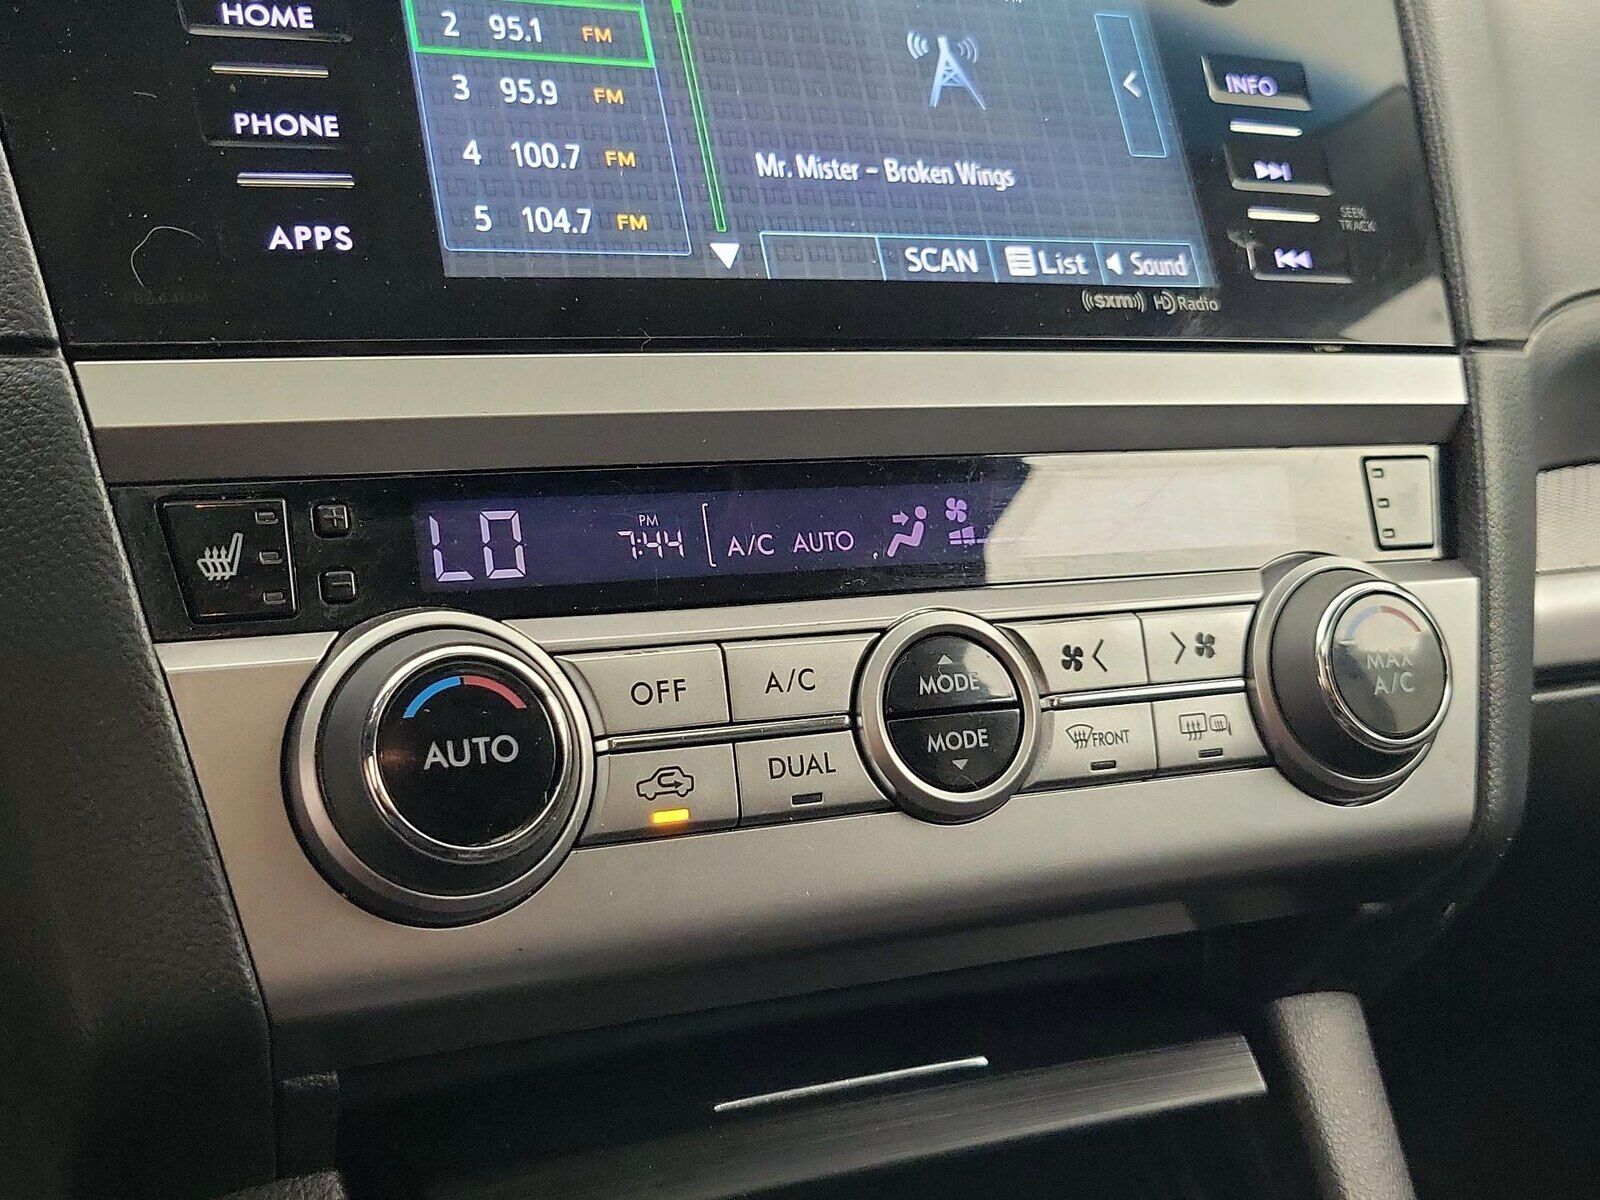 HOME
2 95.1 FM
3 95.9 FM
4 100.7 FM
5 104.7 FM
PHONE
APPS
Mr. Mister - Broken Wings
SCAN List Sound
INFO
SEEK
TRACK
((sxm)) HD Radio
LO
PM
7:44
A/C AUTO
AUTO
OFF
A/C
DUAL
MODE
MODE
FRONT
MAX
A/C